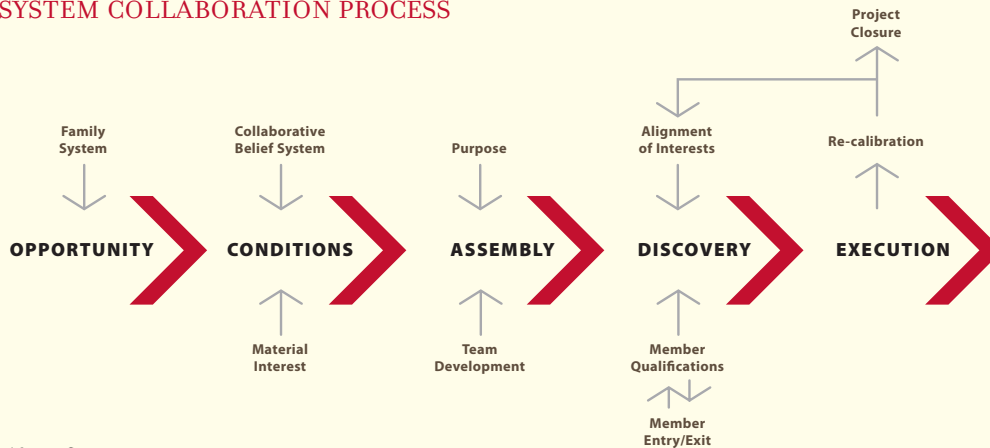 SYSTEM COLLABORATION PROCESS
Project
Closure
Family
System
Collaborative
Belief System
Purpose
Alignment
of Interests
Re-calibration
OPPORTUNITY
CONDITIONS
ASSEMBLY
DISCOVERY
EXECUTION
Material
Interest
Team
Development
Member
Qualifications
Member
Entry/Exit